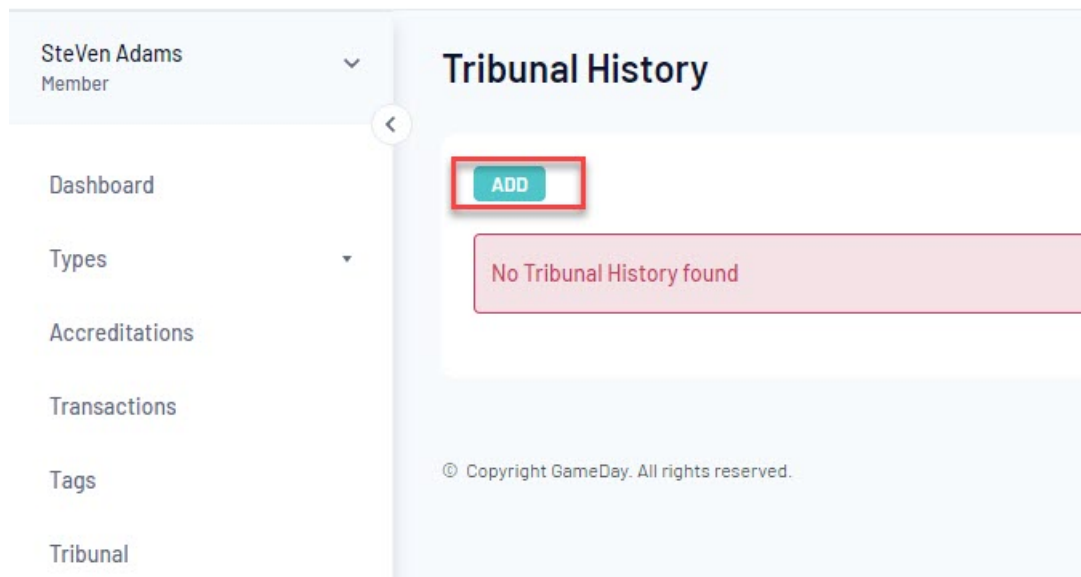 SteVen Adams
Member
Dashboard
Types
Accreditations
Transactions
Tags
Tribunal
Tribunal History
ADD
No Tribunal History found
© Copyright GameDay. All rights reserved.